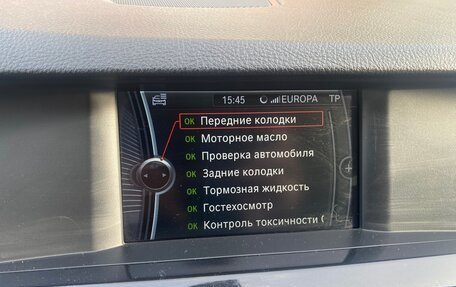 15:45 EUROPA TP
OK Передние колодки
OK Моторное масло
OK Проверка автомобиля
OK Задние колодки
OK Тормозная жидкость
OK Гостехосмотр
OK Контроль токсичности